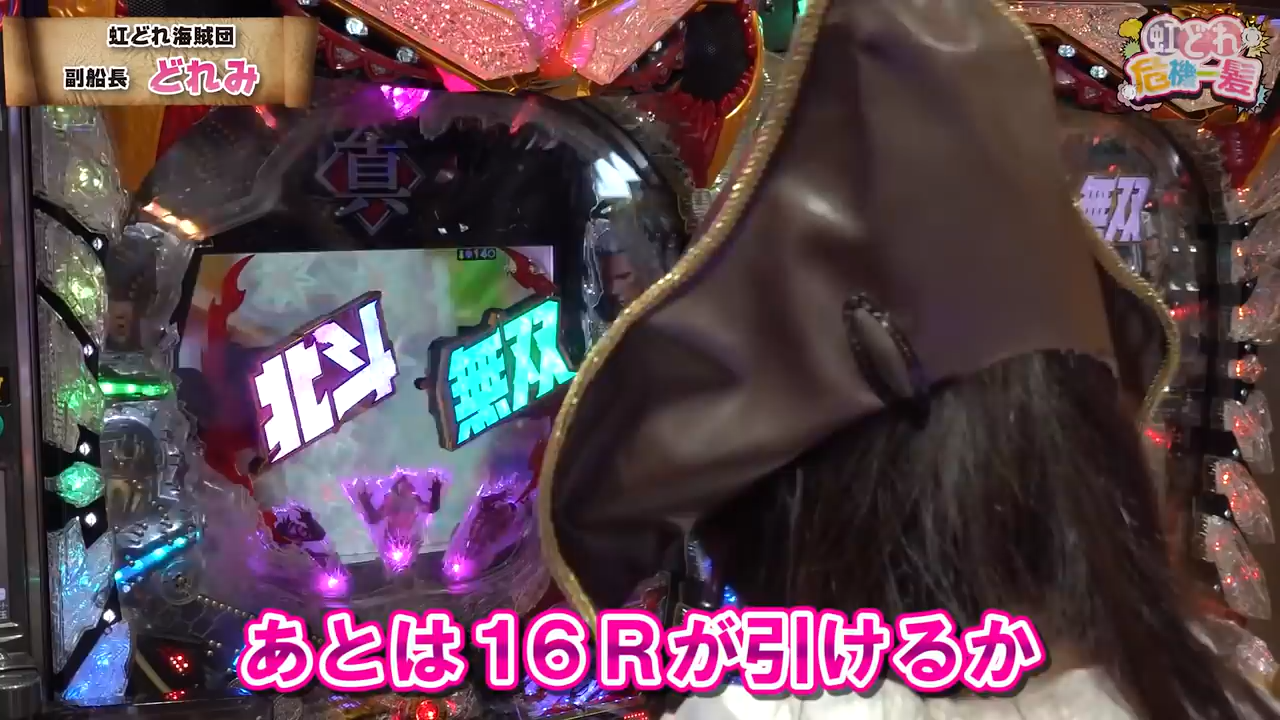 虹どれ海賊団
副船長 どれみ
虹どれ
危機一髪
真
無双
140
北斗
無双
あとは16Rが引けるか